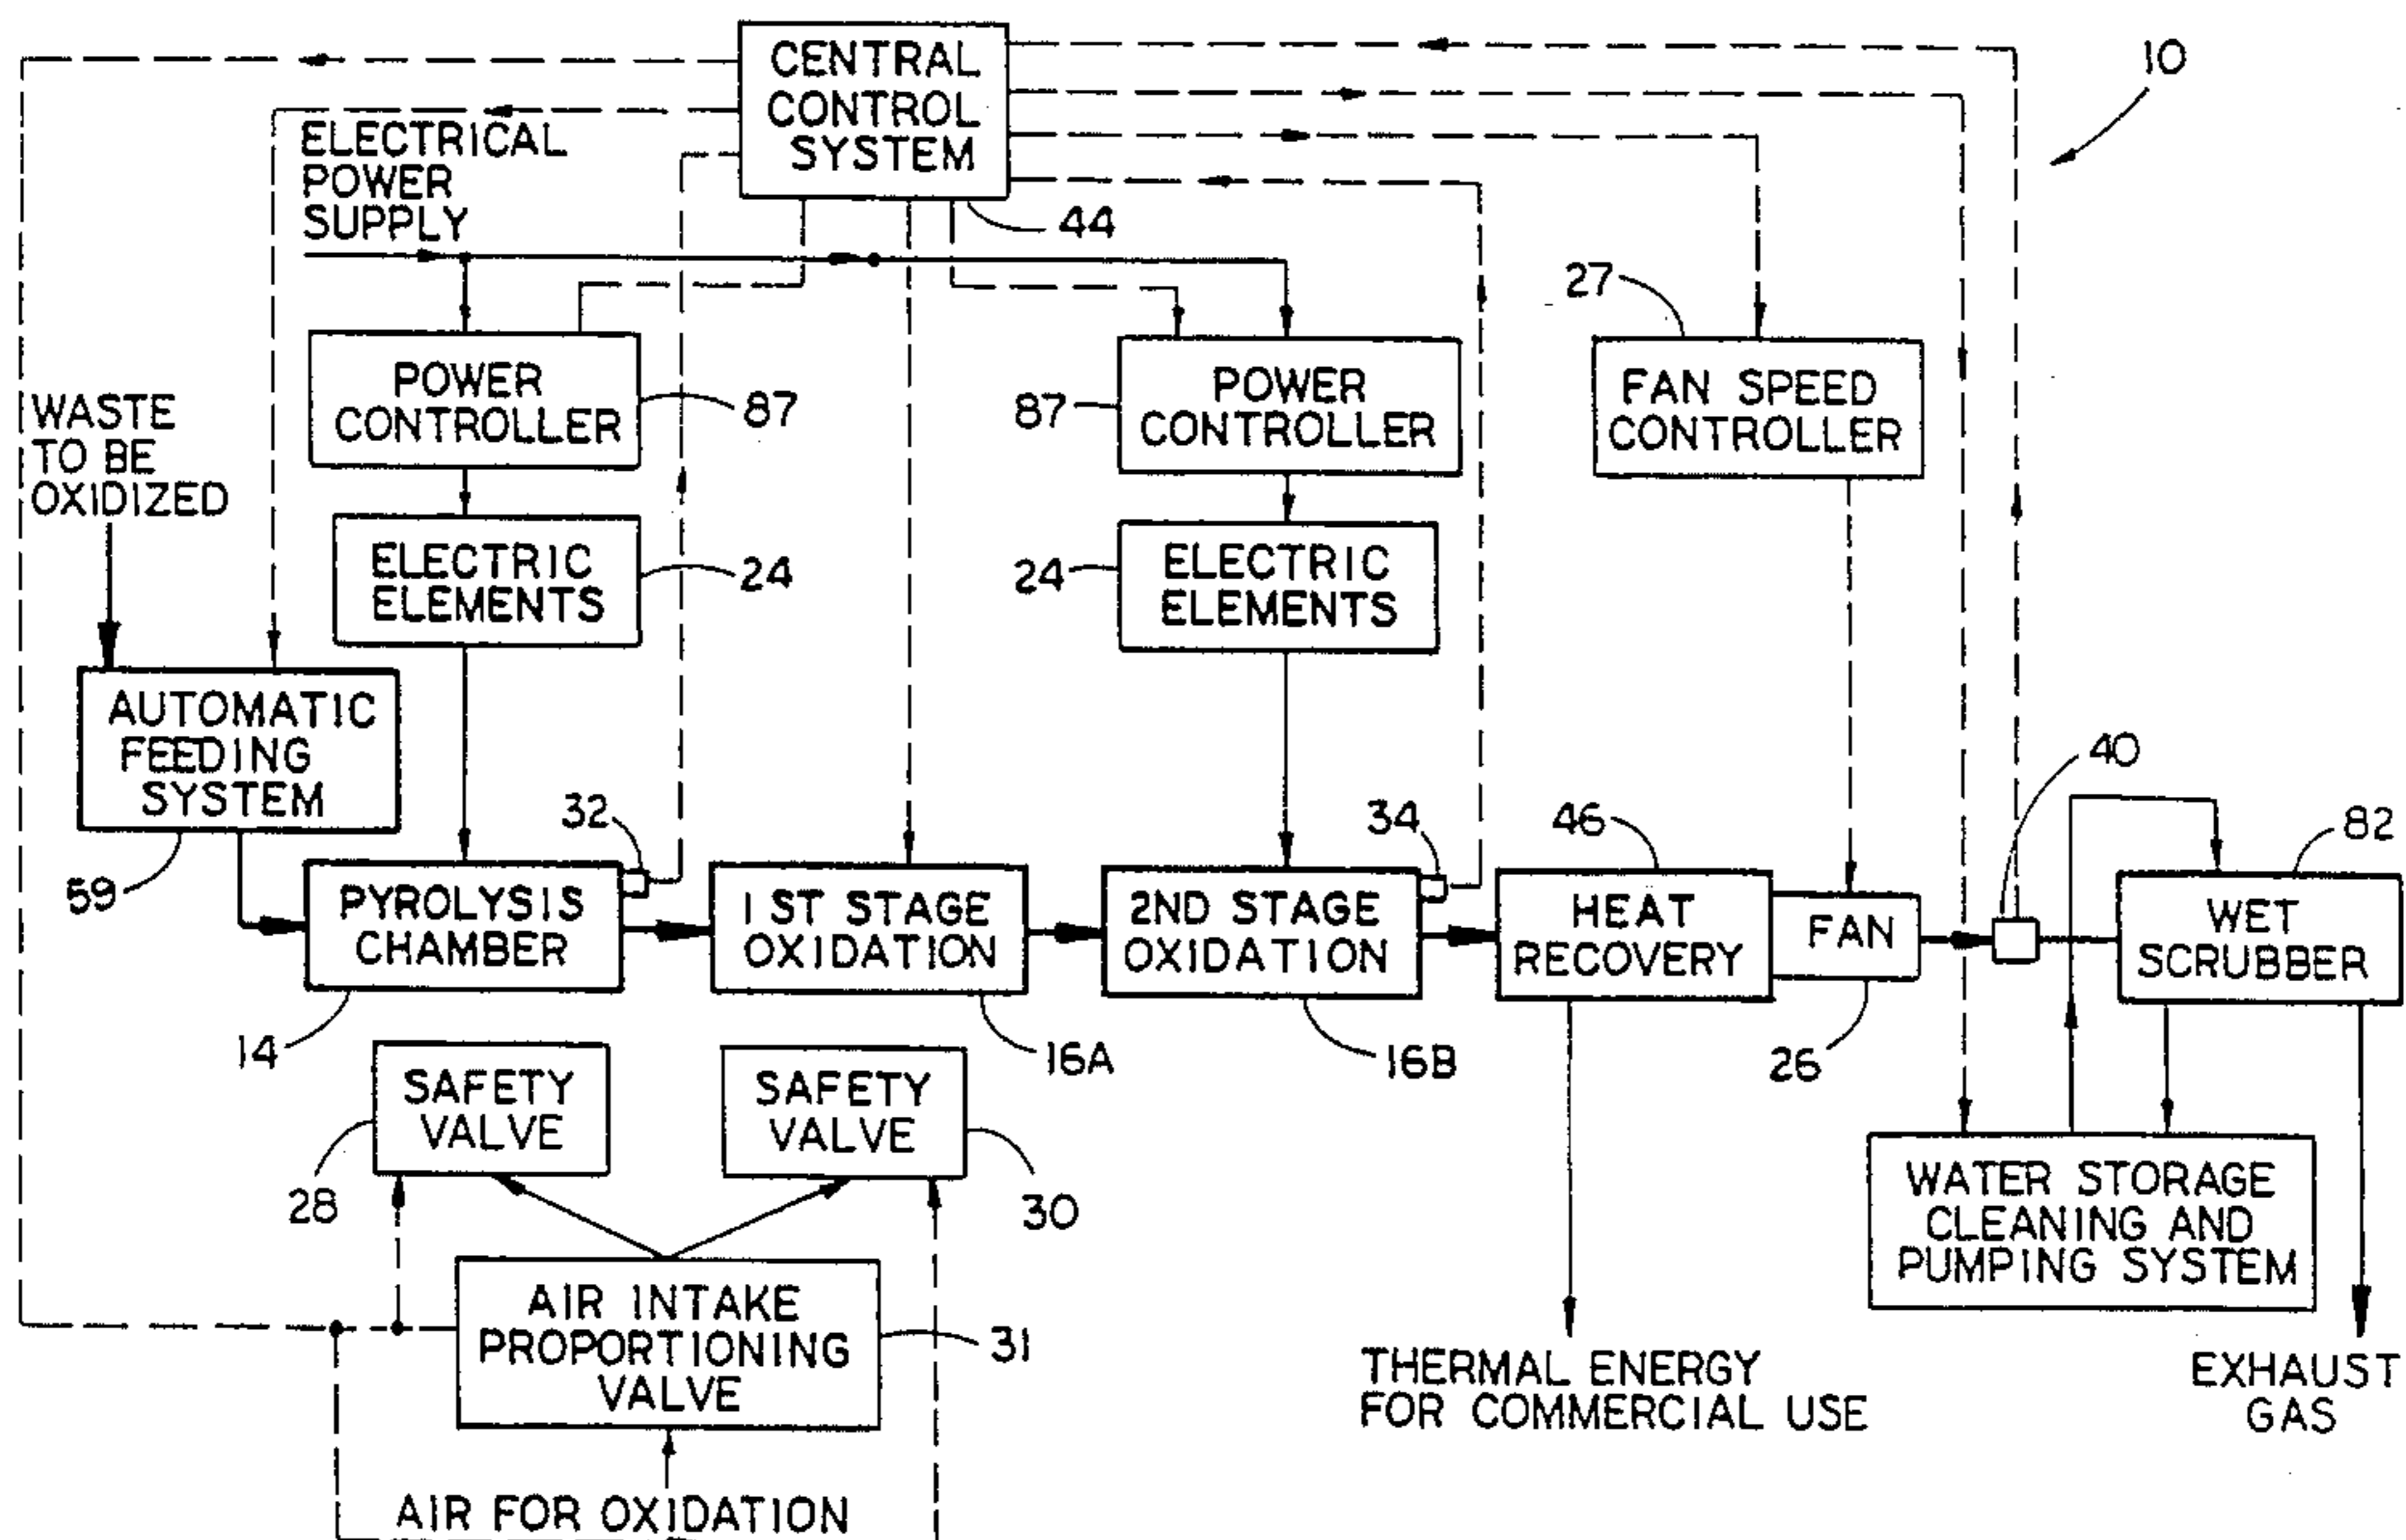 CENTRAL
CONTROL
SYSTEM
10
ELECTRICAL
POWER
SUPPLY
44
27
POWER
CONTROLLER
87
87
POWER
CONTROLLER
FAN SPEED
CONTROLLER
WASTE
TO BE
OXIDIZED
ELECTRIC
ELEMENTS
24
24
ELECTRIC
ELEMENTS
AUTOMATIC
FEEDING
SYSTEM
59
32
34
46
40
82
PYROLYSIS
CHAMBER
1 ST STAGE
OXIDATION
2ND STAGE
OXIDATION
HEAT
RECOVERY
FAN
WET
SCRUBBER
14
16A
16B
26
SAFETY
VALVE
28
SAFETY
VALVE
30
WATER STORAGE
CLEANING AND
PUMPING SYSTEM
AIR INTAKE
PROPORTIONING
VALVE
31
THERMAL ENERGY
FOR COMMERCIAL USE
EXHAUST
GAS
AIR FOR OXIDATION